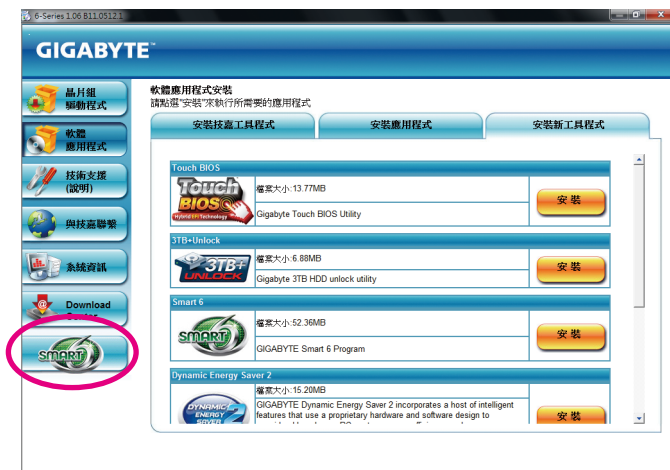 6-Series 1.06 B11.0512.1
GIGABYTE™
晶片組
驅動程式
軟體
應用程式
技術支援
(說明)
與技嘉聯繫
系統資訊
Download
Center
SMART 6
軟體應用程式安裝
請點選"安裝"來執行所需要的應用程式
安裝技嘉工具程式
安裝應用程式
安裝新工具程式
Touch BIOS
Touch
BIOS
Hybrid EFI Technology
檔案大小:13.77MB
Gigabyte Touch BIOS Utility
安裝
3TB+Unlock
3TB+
UNLOCK
檔案大小:6.88MB
Gigabyte 3TB HDD unlock utility
安裝
Smart 6
SMART 6
檔案大小:52.36MB
GIGABYTE Smart 6 Program
安裝
Dynamic Energy Saver 2
DYNAMIC
ENERGY
SAVER 2
檔案大小:15.20MB
GIGABYTE Dynamic Energy Saver 2 incorporates a host of intelligent
features that use a proprietary hardware and software design to
安裝